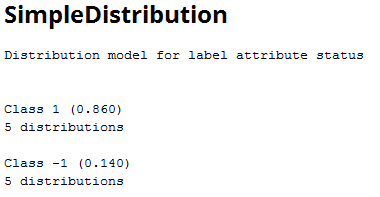 SimpleDistribution
Distribution model for label attribute status
Class 1 (0.860)
5 distributions
Class -1 (0.140)
5 distributions